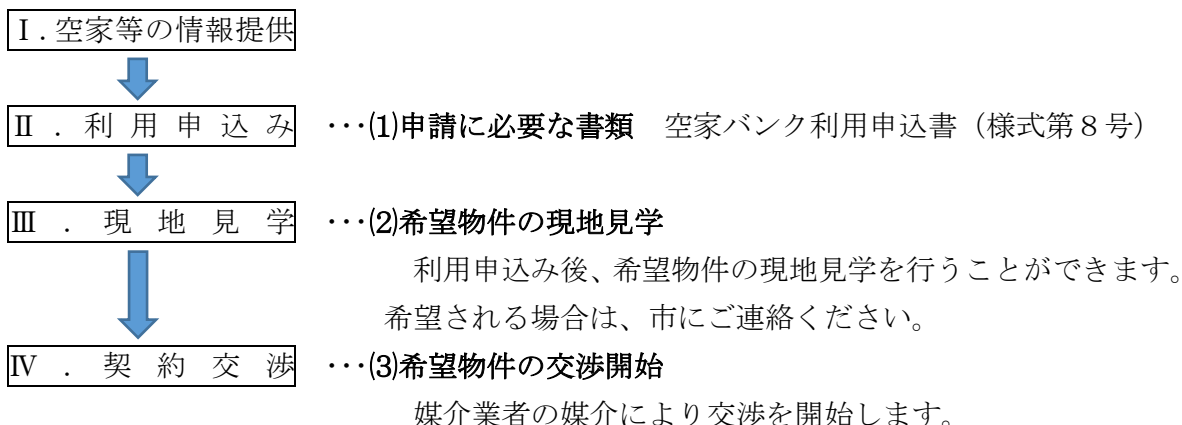 Ⅰ.空家等の情報提供
Ⅱ.利用申込み ･･･⑴申請に必要な書類 空家バンク利用申込書（様式第８号）
Ⅲ.現地見学 ･･･⑵希望物件の現地見学
利用申込み後、希望物件の現地見学を行うことができます。
希望される場合は、市にご連絡ください。
Ⅳ.契約交渉 ･･･⑶希望物件の交渉開始
媒介業者の媒介により交渉を開始します。